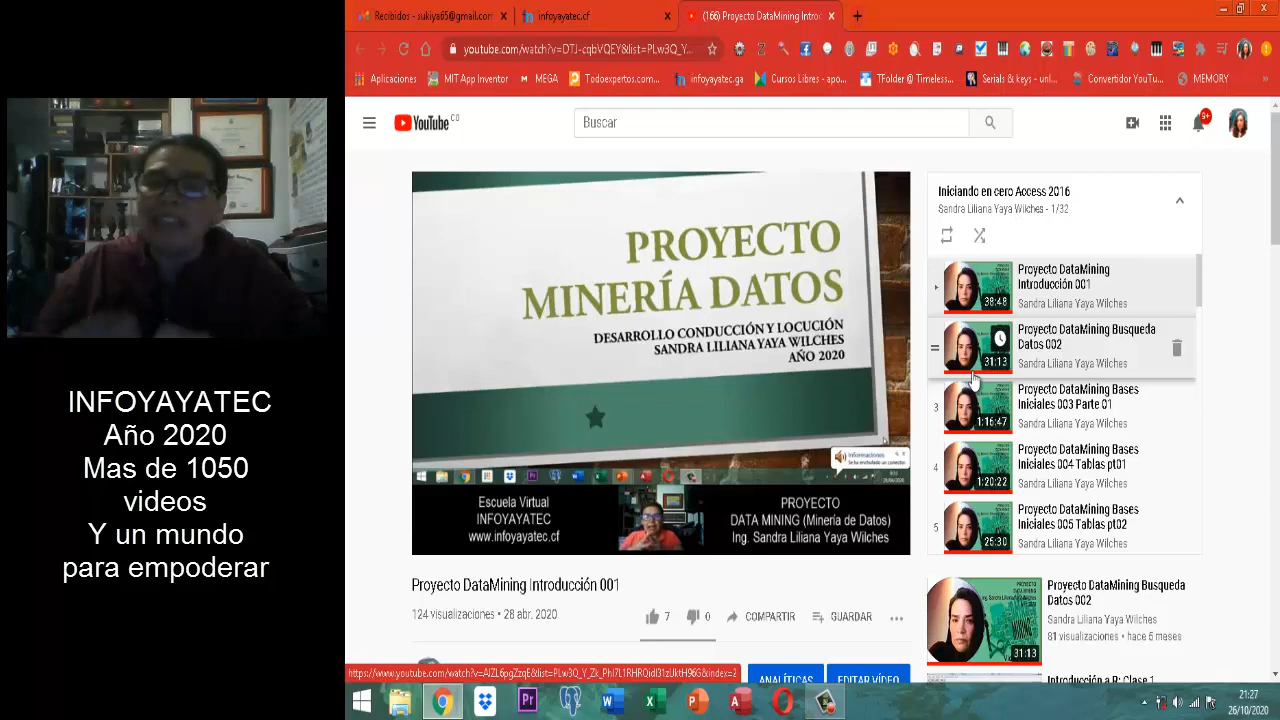 Recibidos - sukiya65@gmail.com
infoyayatec.cf
(166) Proyecto DataMining Introd
youtube.com/watch?v=DTJ-cqbVQEY&list=PLw3Q_Y...
Aplicaciones
MIT App Inventor
MEGA
Todoexpertos.com...
infoyayatec.ga
Cursos Libres - apo...
TFolder @ Timeless...
Serials & keys - unl...
Convertidor YouTu...
MEMORY
»
YouTube CO
Buscar
9+
PROYECTO
MINERÍA DATOS
DESARROLLO CONDUCCIÓN Y LOCUCIÓN
SANDRA LILIANA YAYA WILCHES
AÑO 2020
Informaciones
Escuela Virtual
INFOYAYATEC
www.infoyayatec.cf
PROYECTO
DATA MINING (Minería de Datos)
Ing. Sandra Liliana Yaya Wilches
Proyecto DataMining Introducción 001
124 visualizaciones • 28 abr. 2020
7
0
COMPARTIR
GUARDAR
ANALÍTICAS
EDITAR VÍDEO
Iniciando en cero Access 2016
Sandra Liliana Yaya Wilches - 1/32
38:48
Proyecto DataMining
Introducción 001
Sandra Liliana Yaya Wilches
31:13
Proyecto DataMining Busqueda
Datos 002
Sandra Liliana Yaya Wilches
3
1:16:47
Proyecto DataMining Bases
Iniciales 003 Parte 01
Sandra Liliana Yaya Wilches
4
1:20:22
Proyecto DataMining Bases
Iniciales 004 Tablas pt01
Sandra Liliana Yaya Wilches
5
25:30
Proyecto DataMining Bases
Iniciales 005 Tablas pt02
Sandra Liliana Yaya Wilches
31:13
Proyecto DataMining Busqueda
Datos 002
Sandra Liliana Yaya Wilches
81 visualizaciones • hace 5 meses
INFOYAYATEC
Año 2020
Mas de 1050
videos
Y un mundo
para empoderar
21:27
26/10/2020